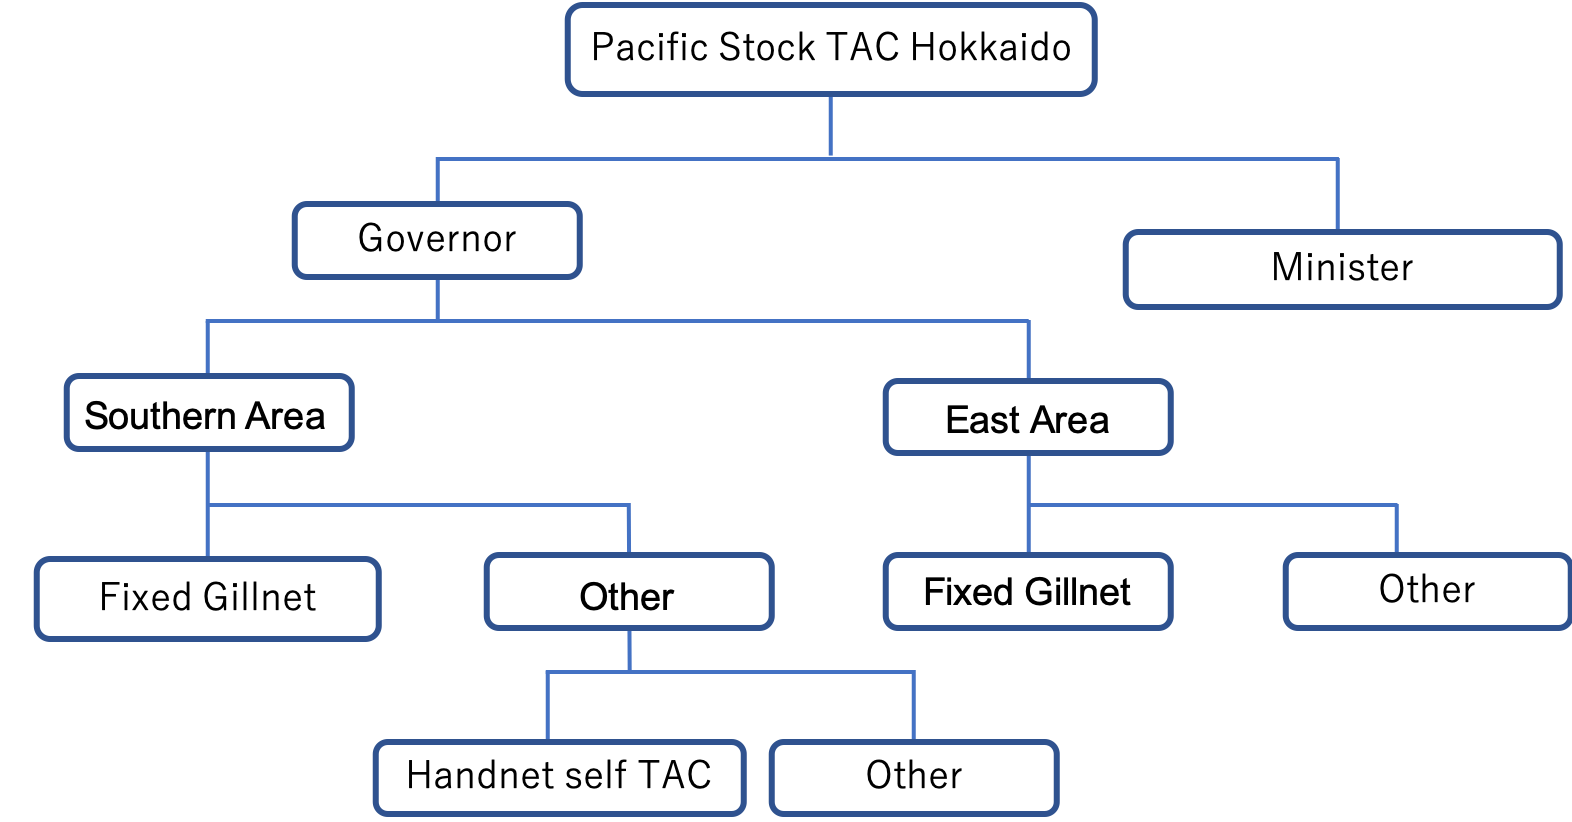 Pacific Stock TAC Hokkaido
Governor
Minister
Southern Area
East Area
Fixed Gillnet
Other
Fixed Gillnet
Other
Handnet self TAC
Other